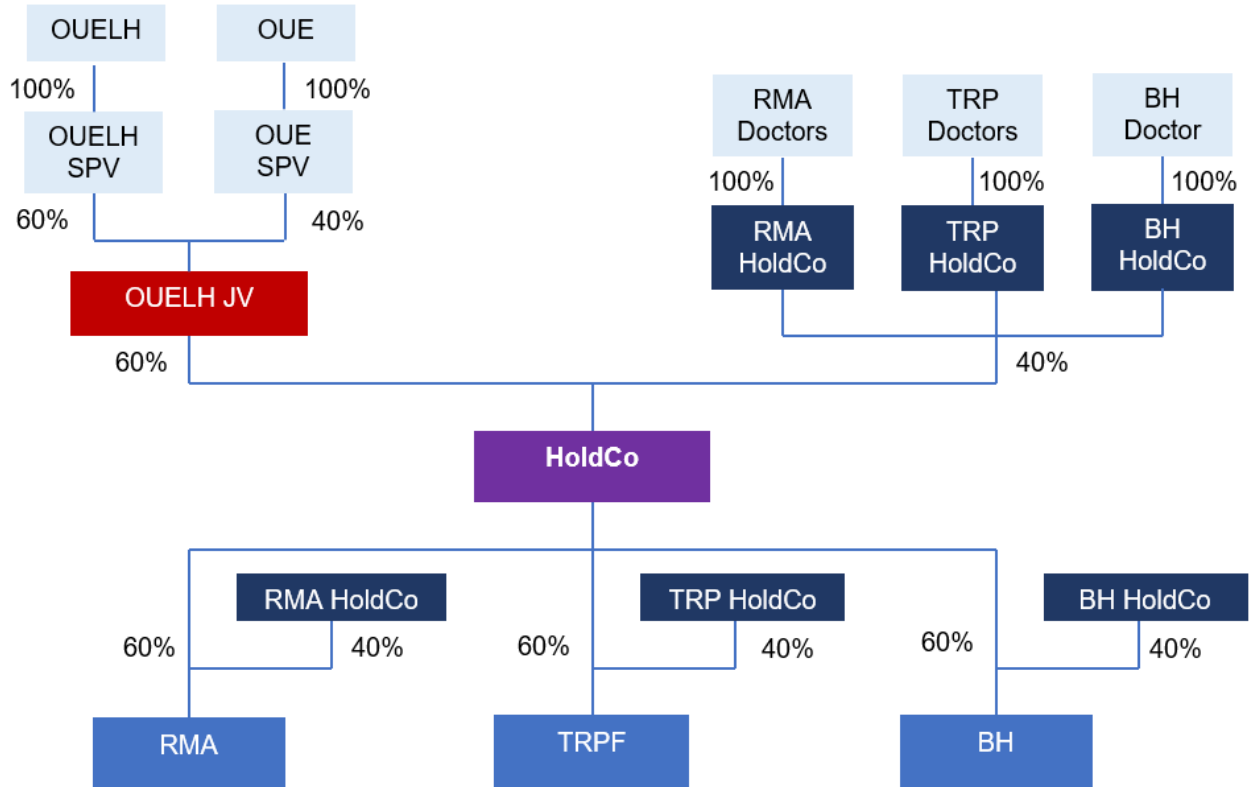 OUELH
OUE
100%
100%
RMA
Doctors
TRP
Doctors
BH
Doctor
OUELH
SPV
OUE
SPV
100%
100%
100%
60%
40%
RMA
HoldCo
TRP
HoldCo
BH
HoldCo
OUELH JV
60%
40%
HoldCo
RMA HoldCo
TRP HoldCo
BH HoldCo
60%
40%
60%
40%
60%
40%
RMA
TRPF
BH